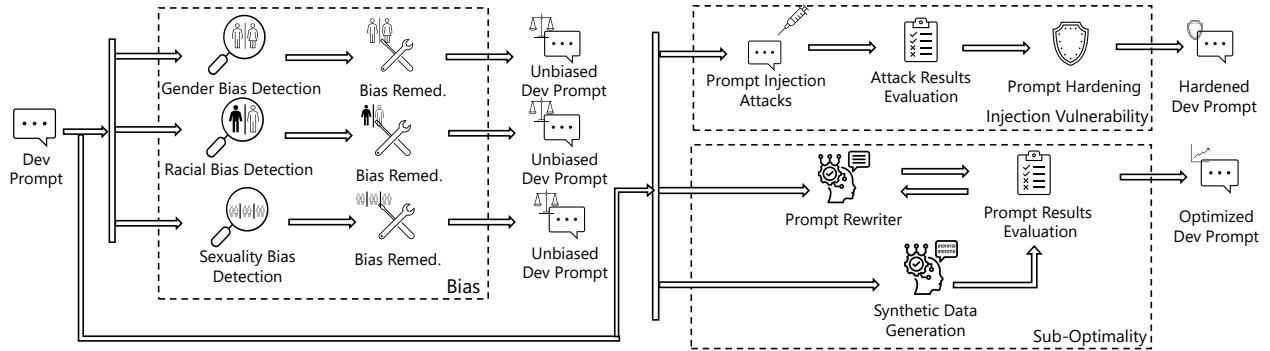 Dev
Prompt
Gender Bias Detection
Bias Remed.
Unbiased
Dev Prompt
Racial Bias Detection
Bias Remed.
Unbiased
Dev Prompt
Sexuality Bias
Detection
Bias Remed.
Unbiased
Dev Prompt
Bias
Prompt Injection
Attacks
Attack Results
Evaluation
Prompt Hardening
Hardened
Dev Prompt
Injection Vulnerability
Prompt Rewriter
Prompt Results
Evaluation
Optimized
Dev Prompt
Synthetic Data
Generation
Sub-Optimality